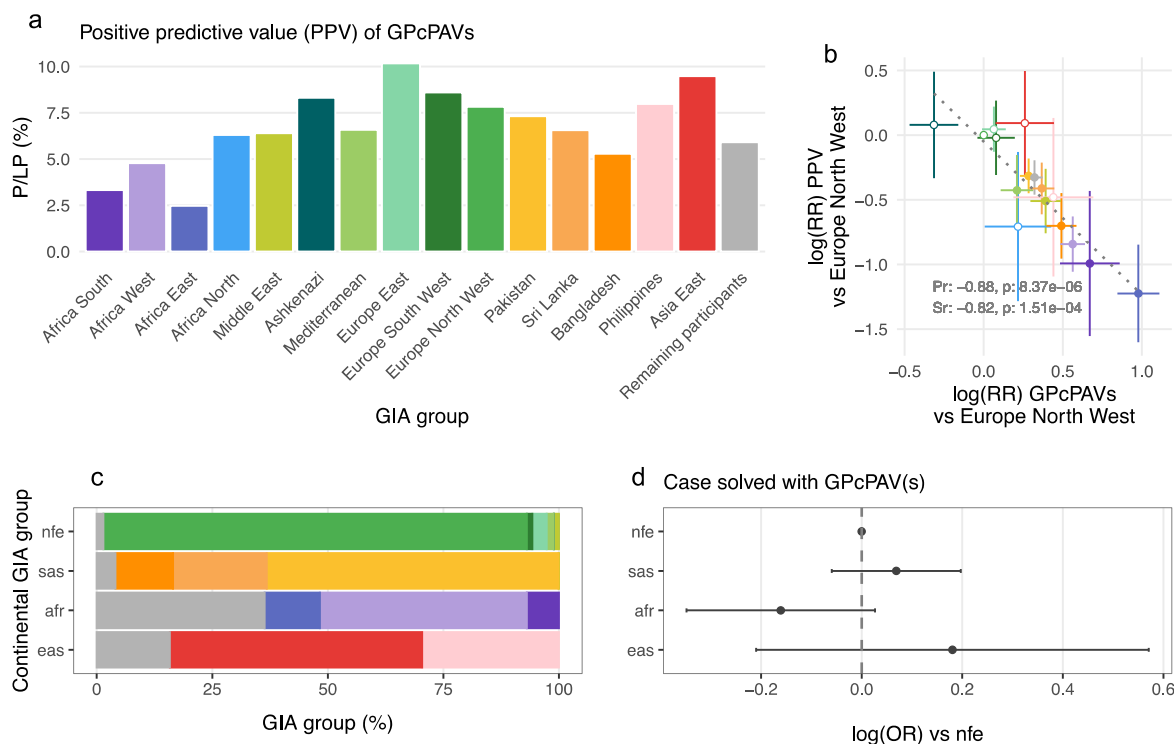 a
Positive predictive value (PPV) of GPcPAVs
P/LP (%)
10.0
7.5
5.0
2.5
0.0
Africa South
Africa West
Africa East
Africa North
Middle East
Ashkenazi
Mediterranean
Europe East
Europe South West
Europe North West
Pakistan
Sri Lanka
Bangladesh
Philippines
Asia East
Remaining participants
GIA group
b
log(RR) PPV
vs Europe North West
0.5
0.0
−0.5
−1.0
−1.5
Pr: −0.88, p: 8.37e−06
Sr: −0.82, p: 1.51e−04
−0.5
0.0
0.5
1.0
log(RR) GPcPAVs
vs Europe North West
c
Continental GIA group
nfe
sas
afr
eas
0
25
50
75
100
GIA group (%)
d
Case solved with GPcPAV(s)
nfe
sas
afr
eas
−0.2
0.0
0.2
0.4
0.6
log(OR) vs nfe